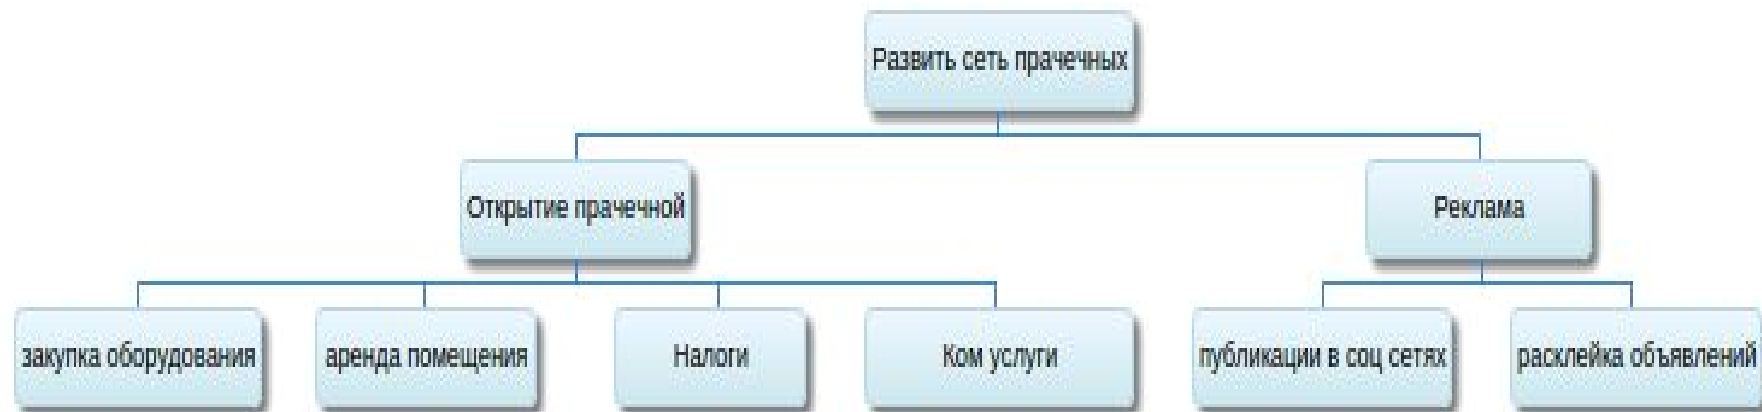 Развить сеть прачечных
Открытие прачечной
Реклама
закупка оборудования
аренда помещения
Налоги
Ком услуги
публикации в соц сетях
расклейка объявлений